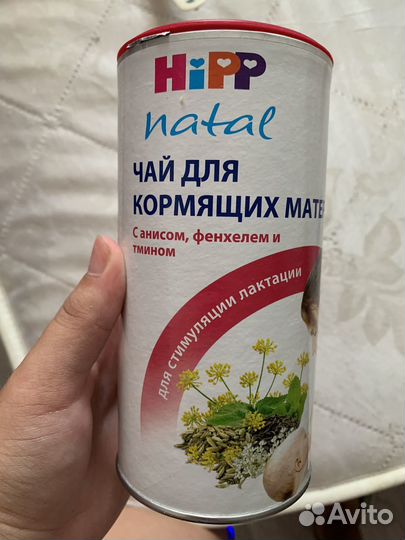 HiPP
natal
ЧАЙ ДЛЯ
КОРМЯЩИХ МАТЕ
С анисом, фенхелем и
тмином
для стимуляции лактации
Avito